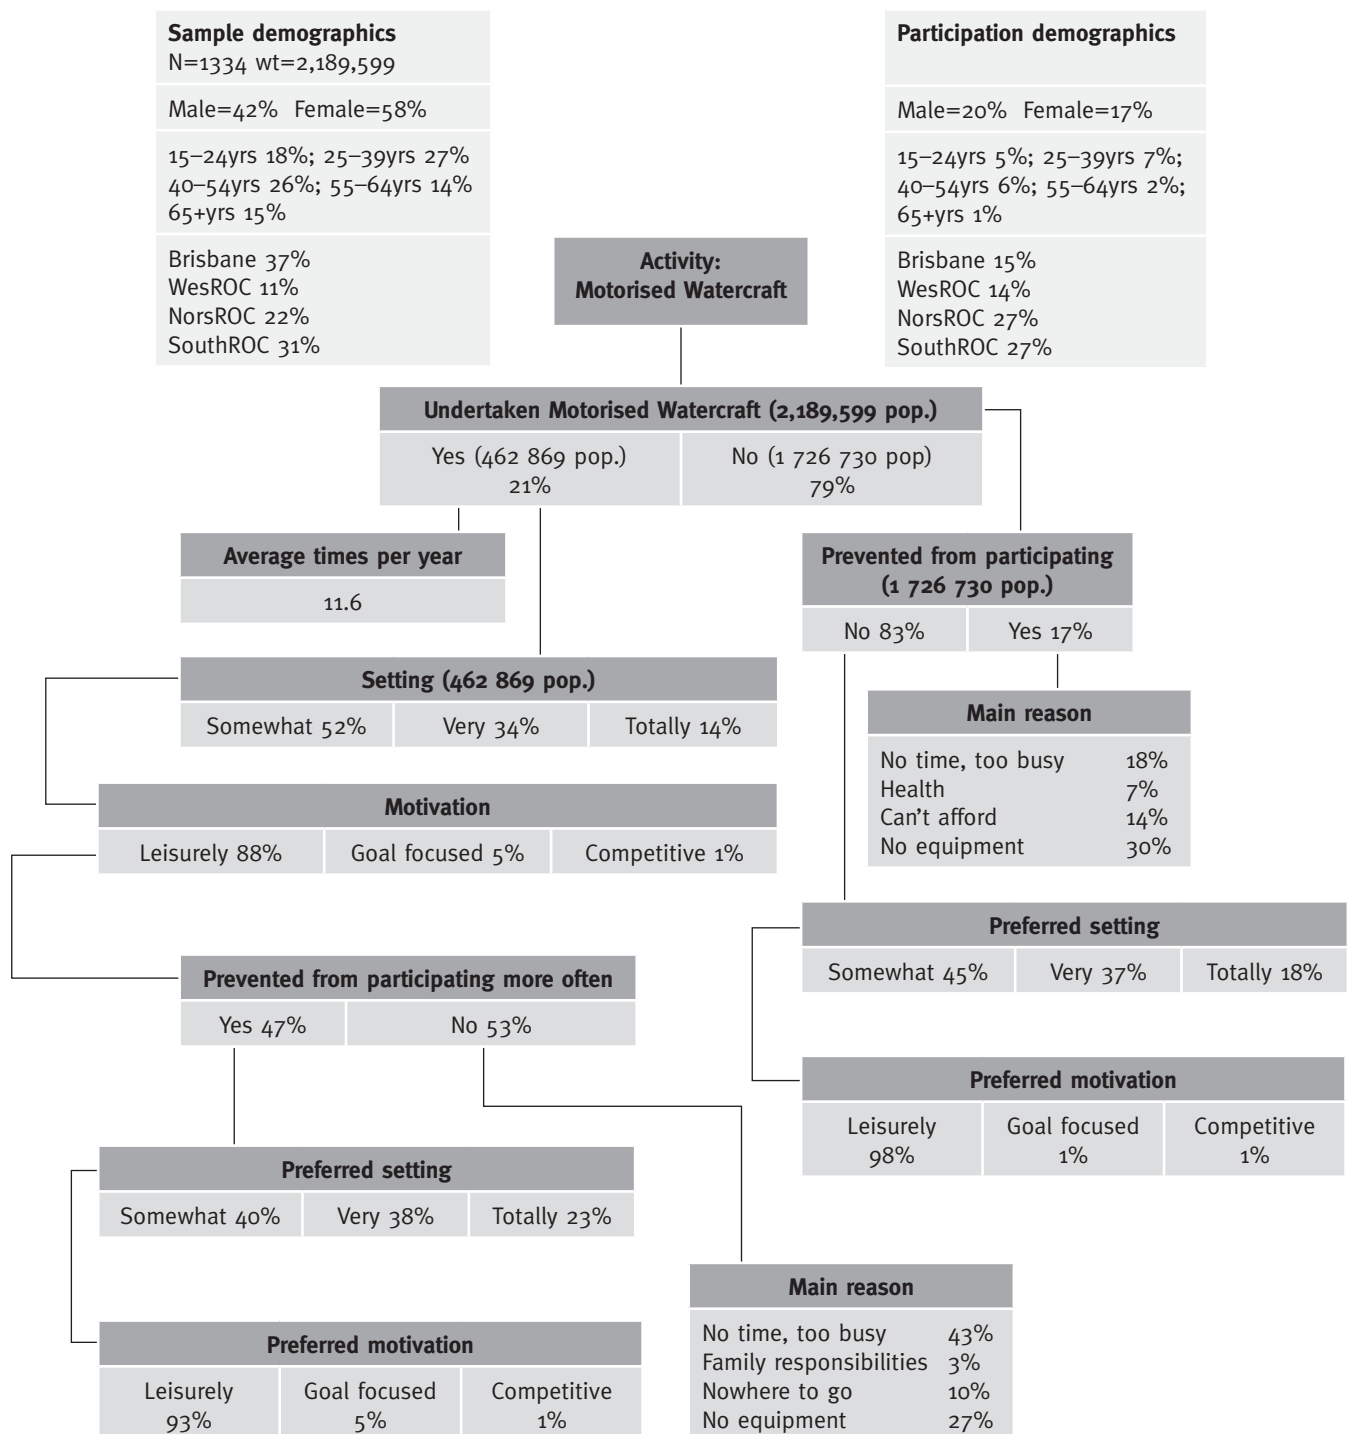 Sample demographics
N=1334 wt=2,189,599
Male=42% Female=58%
15–24yrs 18%; 25–39yrs 27%
40–54yrs 26%; 55–64yrs 14%
65+yrs 15%
Brisbane 37%
WesROC 11%
NorsROC 22%
SouthROC 31%
Participation demographics
Male=20% Female=17%
15–24yrs 5%; 25–39yrs 7%;
40–54yrs 6%; 55–64yrs 2%;
65+yrs 1%
Brisbane 15%
WesROC 14%
NorsROC 27%
SouthROC 27%
Activity:
Motorised Watercraft
Undertaken Motorised Watercraft (2,189,599 pop.)
Yes (462 869 pop.)
21%
No (1 726 730 pop)
79%
Average times per year
11.6
Prevented from participating
(1 726 730 pop.)
No 83% Yes 17%
Setting (462 869 pop.)
Somewhat 52% Very 34% Totally 14%
Main reason
No time, too busy 18%
Health 7%
Can't afford 14%
No equipment 30%
Motivation
Leisurely 88% Goal focused 5% Competitive 1%
Preferred setting
Somewhat 45% Very 37% Totally 18%
Prevented from participating more often
Yes 47% No 53%
Preferred motivation
Leisurely
98%
Goal focused
1%
Competitive
1%
Preferred setting
Somewhat 40% Very 38% Totally 23%
Main reason
No time, too busy 43%
Family responsibilities 3%
Nowhere to go 10%
No equipment 27%
Preferred motivation
Leisurely
93%
Goal focused
5%
Competitive
1%